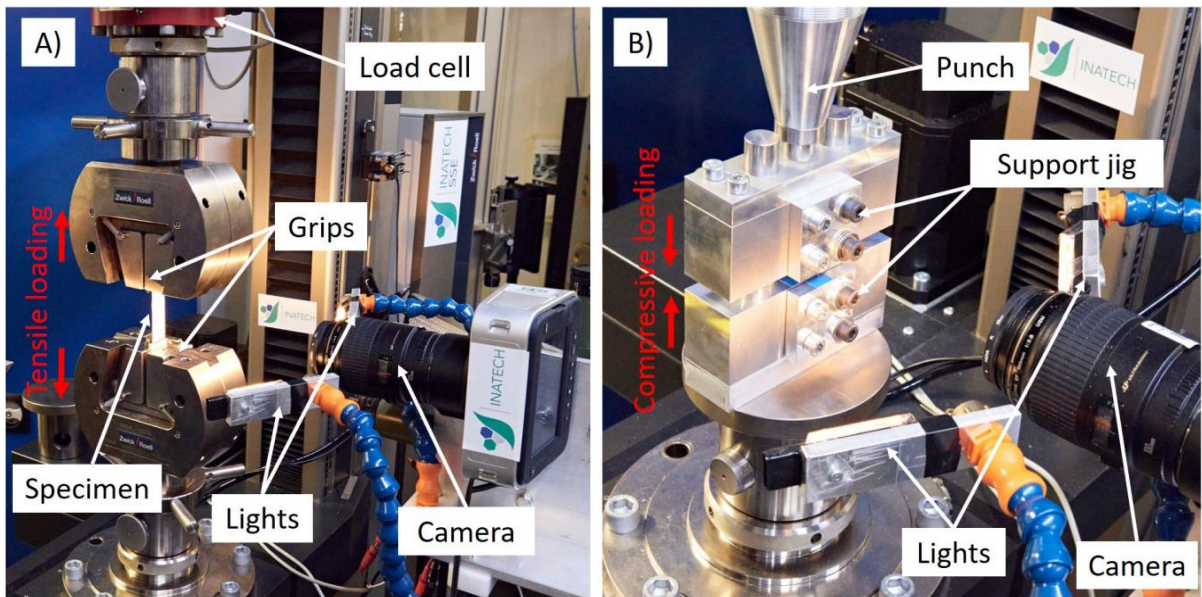 A)
Load cell
Zwick / Roell
INATECH
SSE
Zwick / Roell
Tensile loading
Grips
INATECH
INATECH
Zwick / Roell
Specimen
Lights
Camera
B)
Punch
INATECH
Support jig
Compressive loading
Lights
Camera